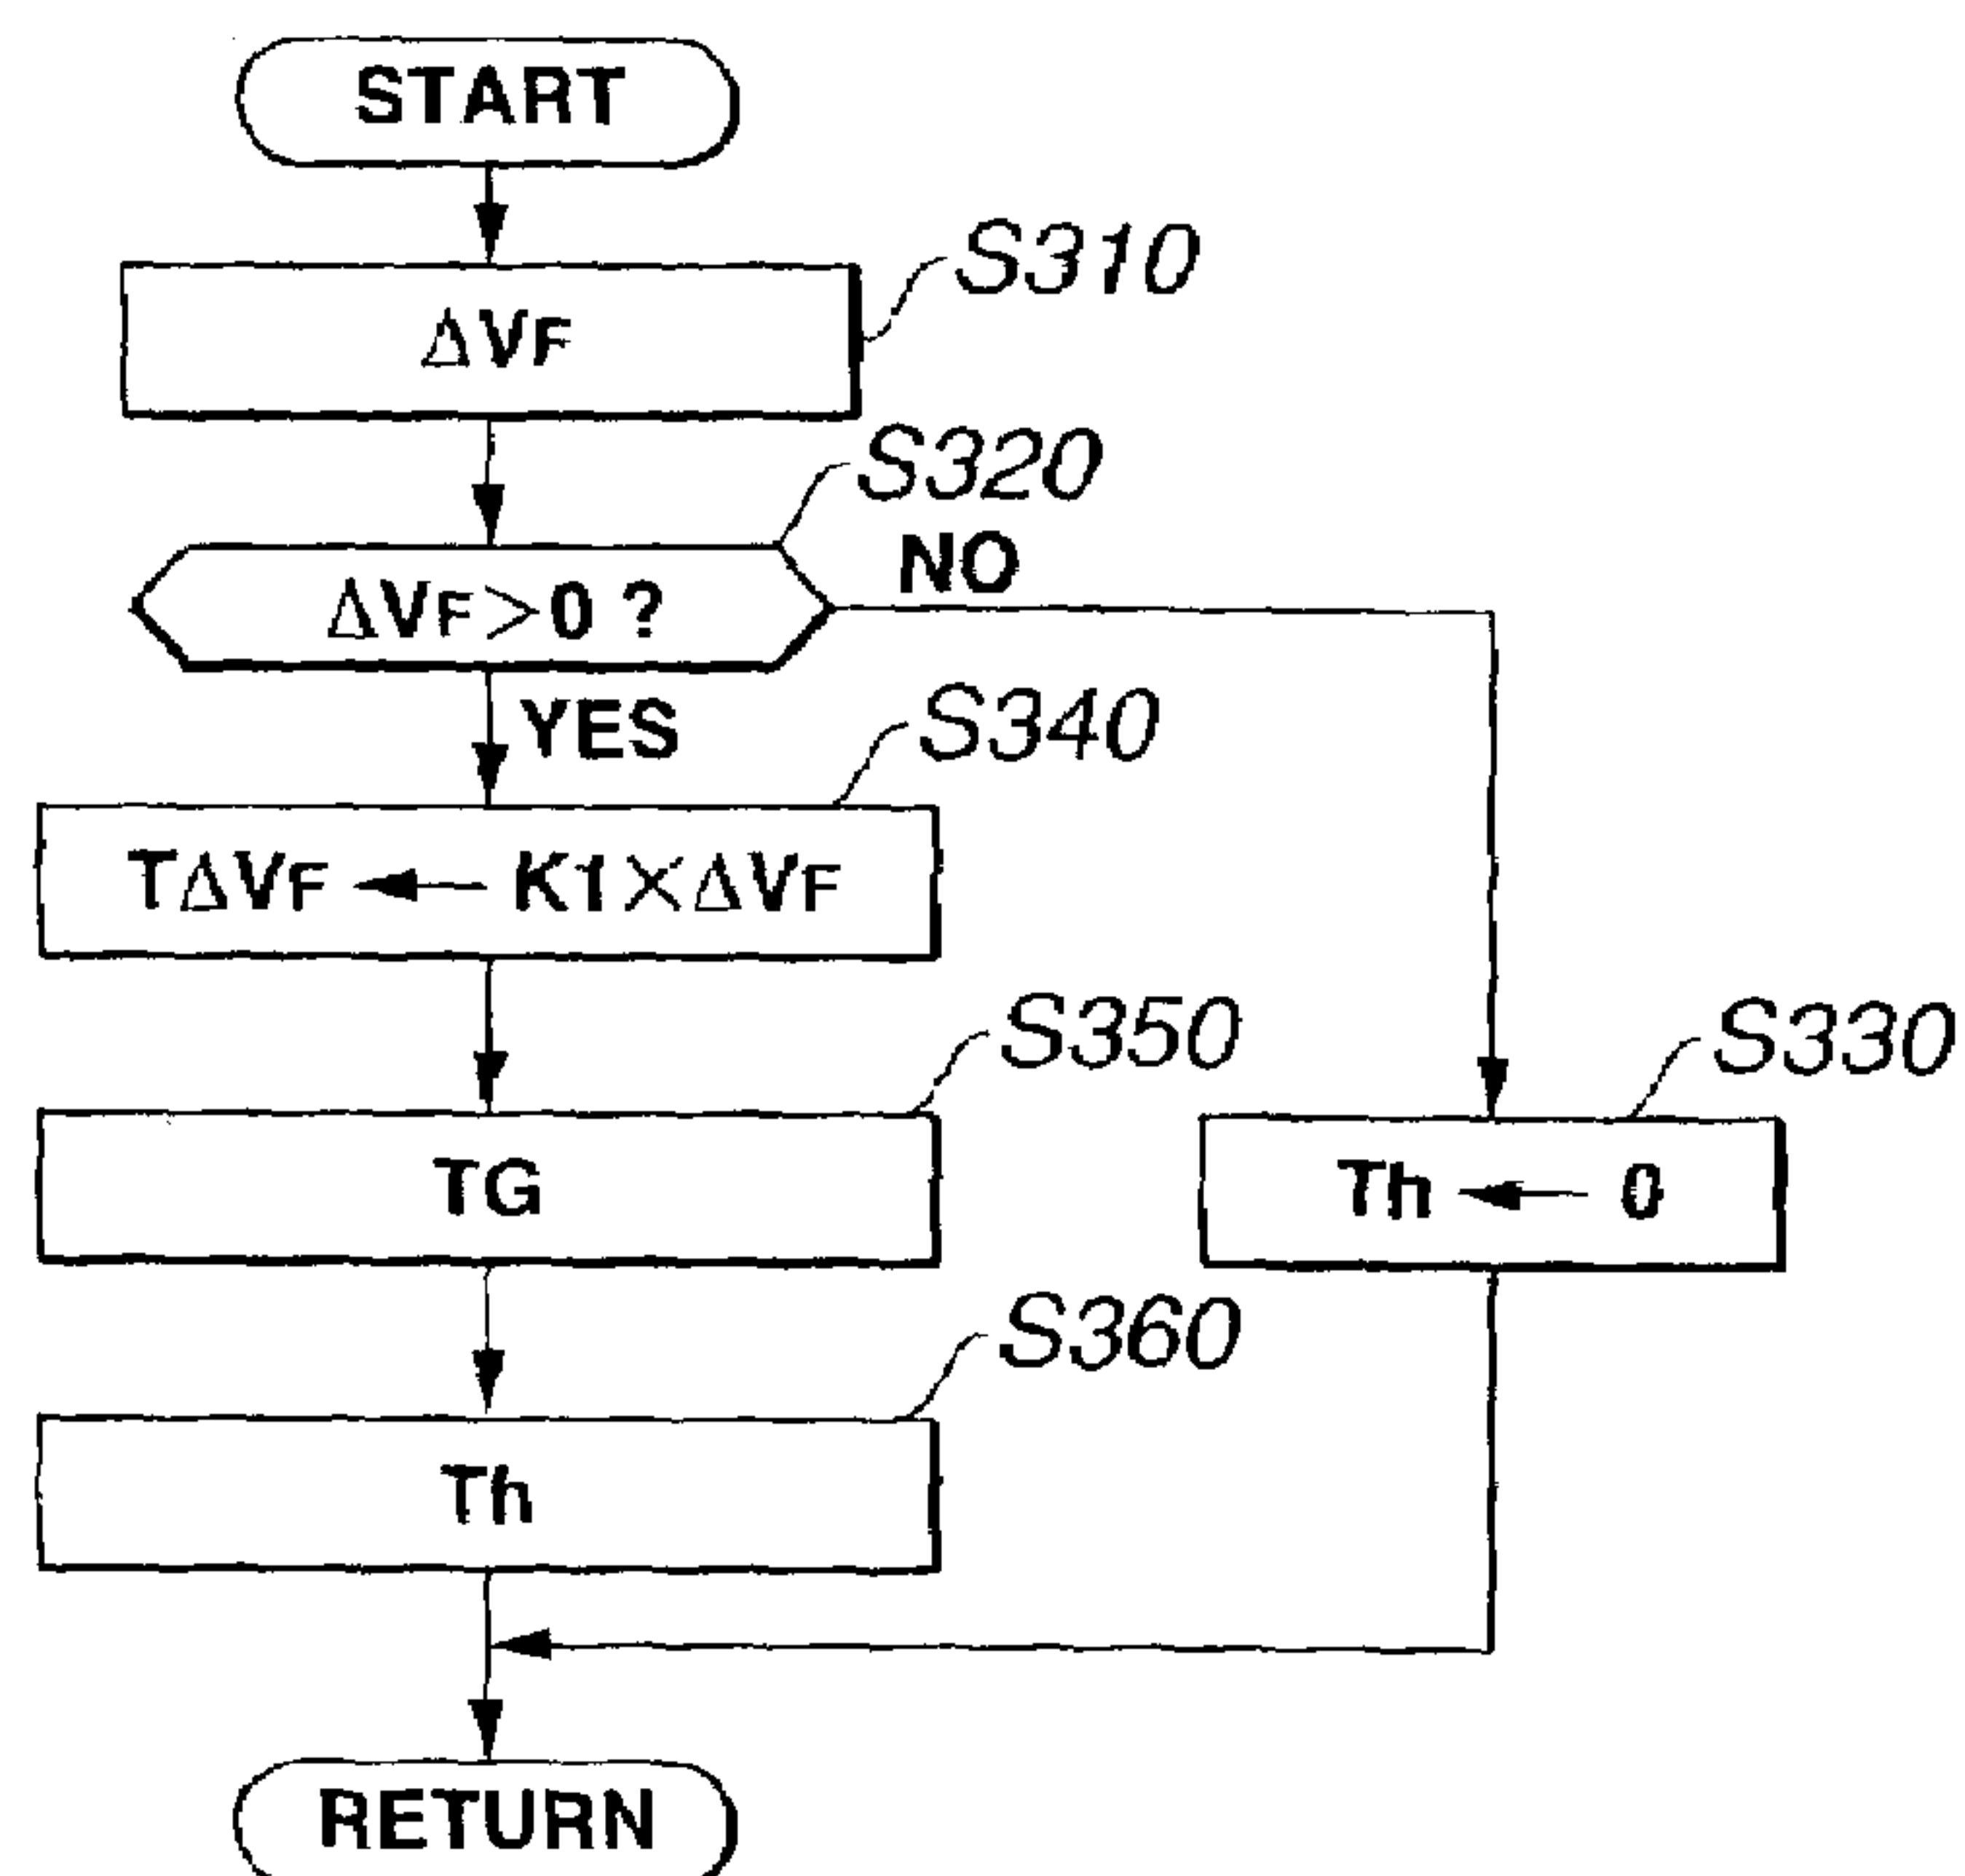 START
S310
ΔVF
S320
ΔVF>0 ?
NO
YES
S340
TΔVF ← K1×ΔVF
S350
TG
S330
Th ← 0
S360
Th
RETURN